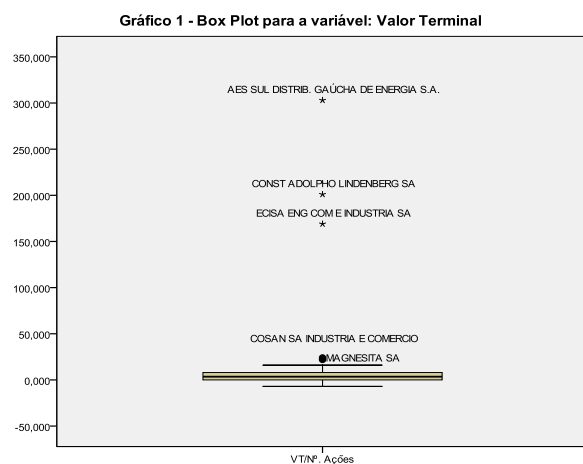 Gráfico 1 - Box Plot para a variável: Valor Terminal
350,000
300,000
250,000
200,000
150,000
100,000
50,000
0,000
-50,000
AES SUL DISTRIB. GAÚCHA DE ENERGIA S.A.
CONST ADOLPHO LINDENBERG SA
ECISA ENG COM E INDUSTRIA SA
COSAN SA INDUSTRIA E COMERCIO
MAGNESITA SA
VT/Nº. Ações